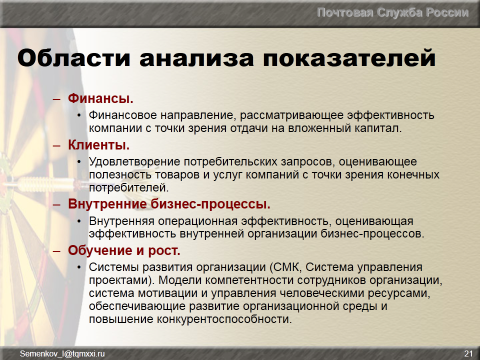 Почтовая Служба России
Области анализа показателей
– Финансы.
• Финансовое направление, рассматривающее эффективность
компании с точки зрения отдачи на вложенный капитал.
– Клиенты.
• Удовлетворение потребительских запросов, оценивающее
полезность товаров и услуг компаний с точки зрения конечных
потребителей.
– Внутренние бизнес-процессы.
• Внутренняя операционная эффективность, оценивающая
эффективность внутренней организации бизнес-процессов.
– Обучение и рост.
• Системы развития организации (СМК, Система управления
проектами). Модели компетентности сотрудников организации,
система мотивации и управления человеческими ресурсами,
обеспечивающие развитие организационной среды и
повышение конкурентоспособности.
Semenkov_I@tqmxxi.ru
21